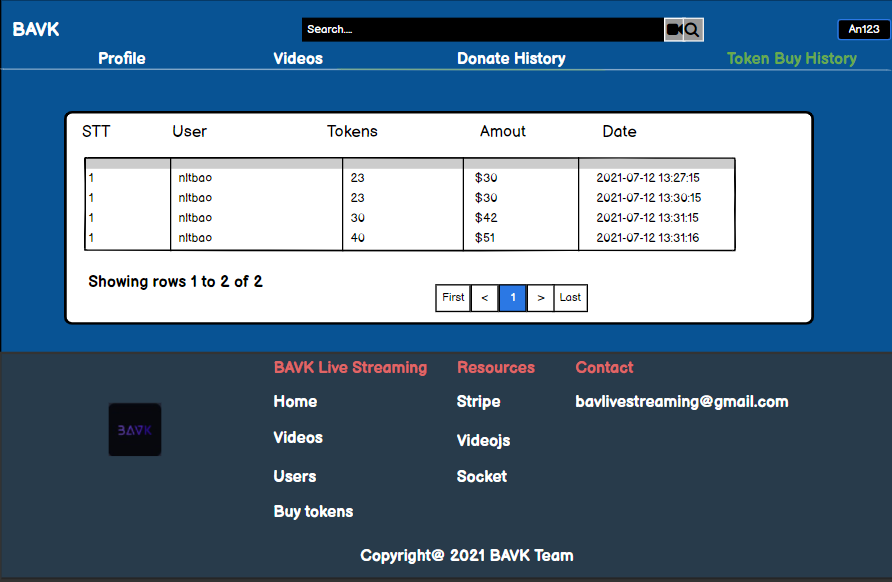 BAVK Search.... An123
Profile Videos Donate History Token Buy History
STT User Tokens Amout Date
1 nltbao 23 $30 2021-07-12 13:27:15
1 nltbao 23 $30 2021-07-12 13:30:15
1 nltbao 30 $42 2021-07-12 13:31:15
1 nltbao 40 $51 2021-07-12 13:31:16
Showing rows 1 to 2 of 2
First < 1 > Last
BAVK Live Streaming Resources Contact
Home Stripe bavlivestreaming@gmail.com
BAVK
Videos Videojs
Users Socket
Buy tokens
Copyright@ 2021 BAVK Team